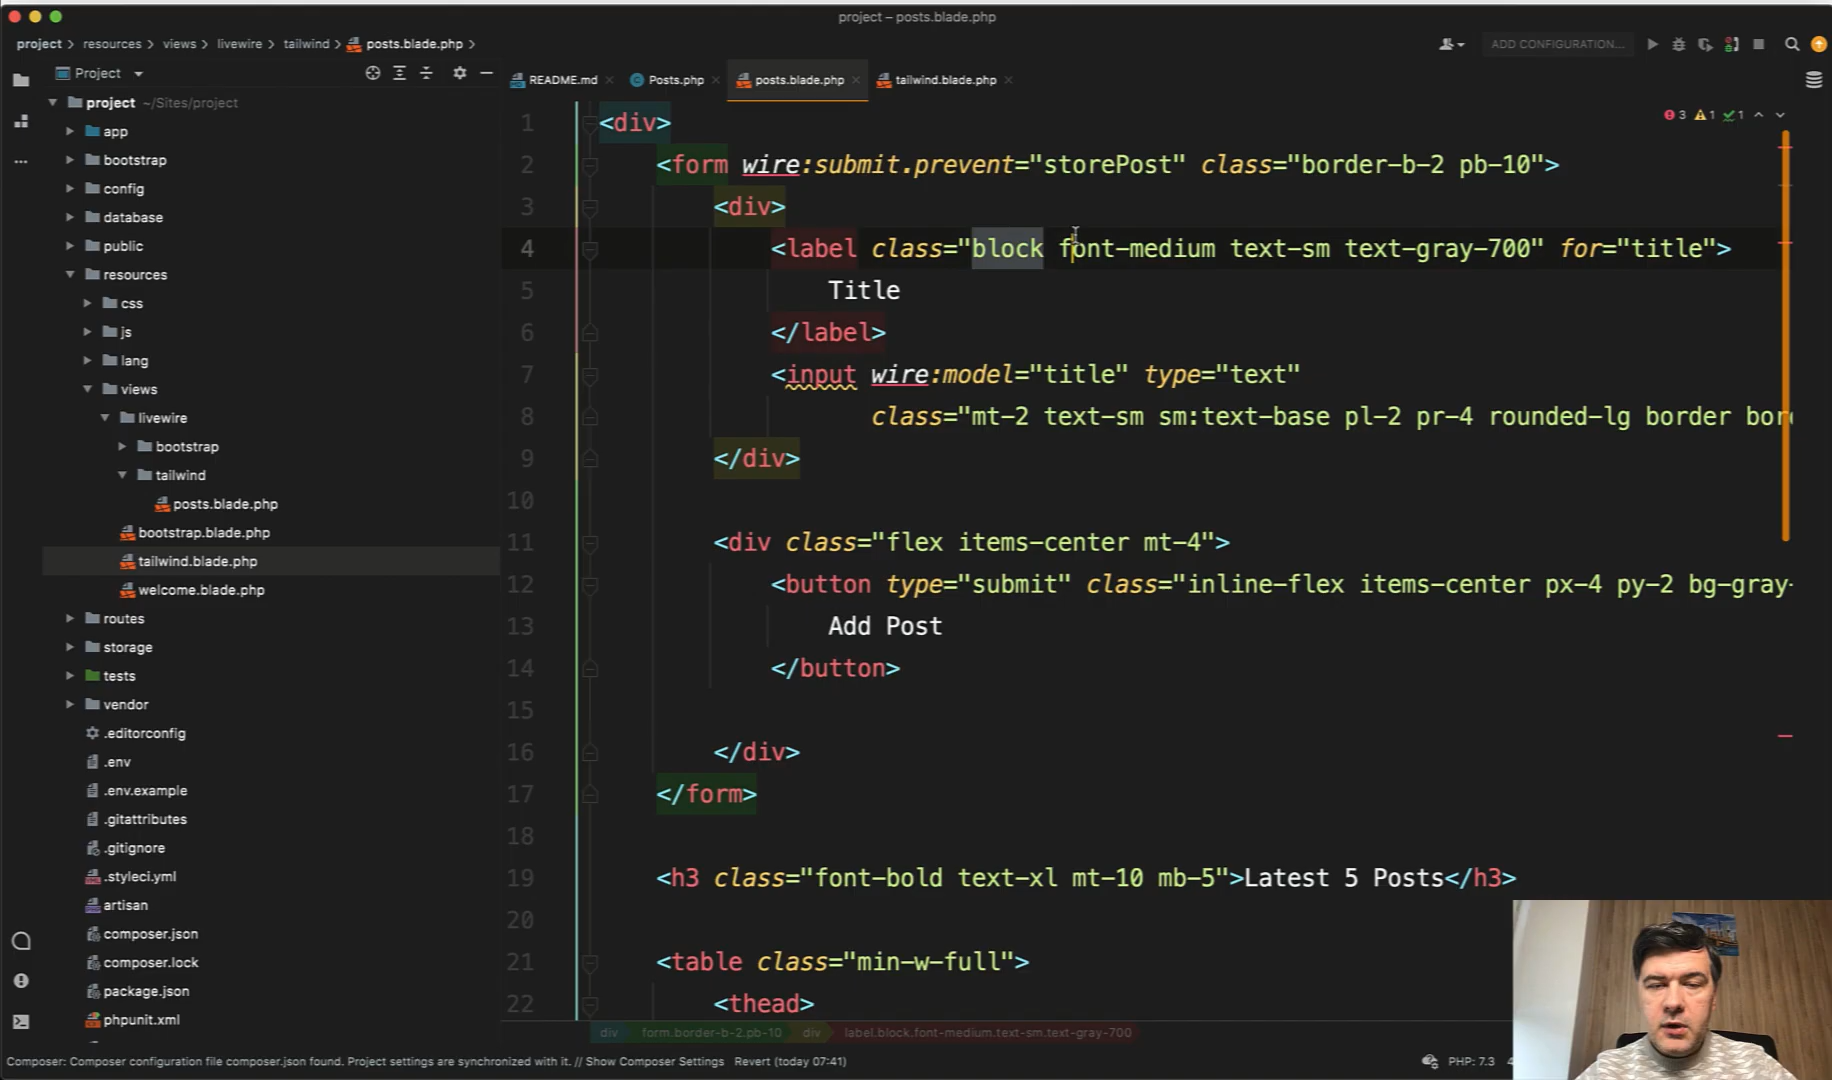 project – posts.blade.php
project > resources > views > livewire > tailwind > posts.blade.php >
ADD CONFIGURATION...
Project
README.md
Posts.php
posts.blade.php
tailwind.blade.php
project ~/Sites/project
app
bootstrap
config
database
public
resources
css
js
lang
views
livewire
bootstrap
tailwind
posts.blade.php
bootstrap.blade.php
tailwind.blade.php
welcome.blade.php
routes
storage
tests
vendor
.editorconfig
.env
.env.example
.gitattributes
.gitignore
.styleci.yml
artisan
composer.json
composer.lock
package.json
phpunit.xml
3 1 1
1 <div>
2 <form wire:submit.prevent="storePost" class="border-b-2 pb-10">
3 <div>
4 <label class="block font-medium text-sm text-gray-700" for="title">
5 Title
6 </label>
7 <input wire:model="title" type="text"
8 class="mt-2 text-sm sm:text-base pl-2 pr-4 rounded-lg border bor
9 </div>
10
11 <div class="flex items-center mt-4">
12 <button type="submit" class="inline-flex items-center px-4 py-2 bg-gray-
13 Add Post
14 </button>
15
16 </div>
17 </form>
18
19 <h3 class="font-bold text-xl mt-10 mb-5">Latest 5 Posts</h3>
20
21 <table class="min-w-full">
22 <thead>
div form.border-b-2.pb-10 div label.block.font-medium.text-sm.text-gray-700
Composer: Composer configuration file composer.json found. Project settings are synchronized with it. // Show Composer Settings Revert (today 07:41)
PHP: 7.3